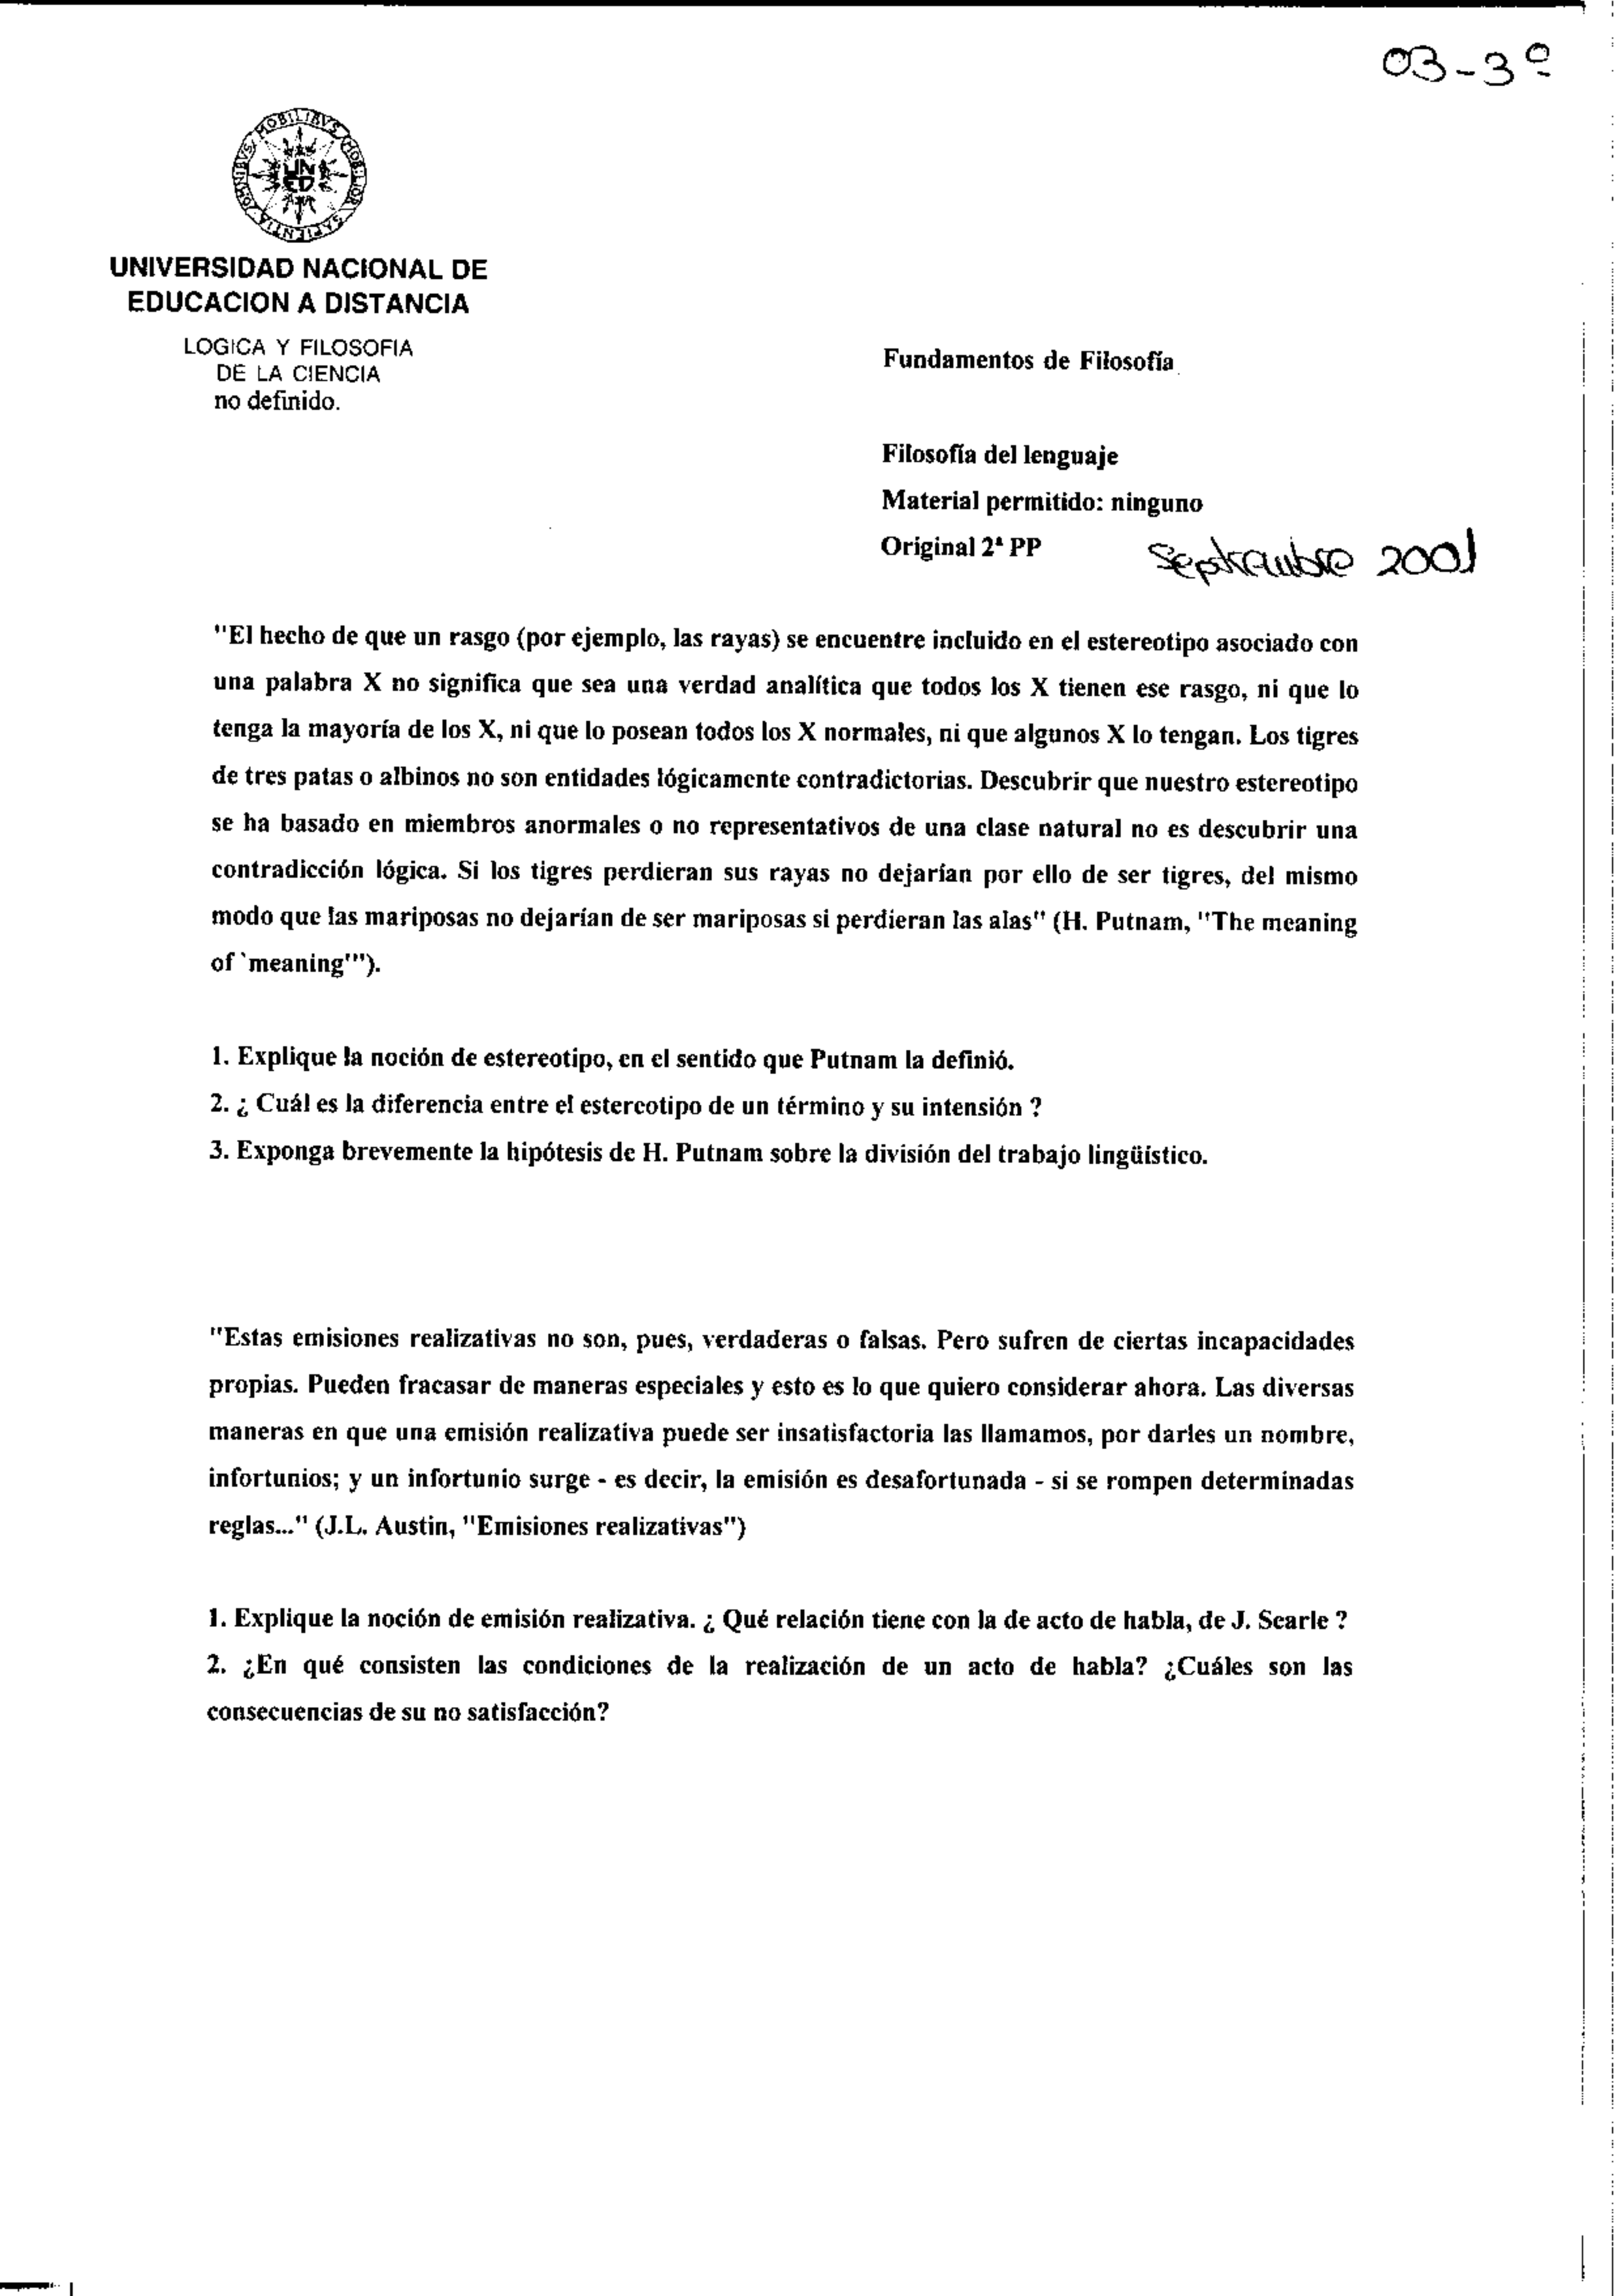 03-3º
OMNIBVS MOBILIBVS MOBILIOR SAPIENTIA
UN
ED
UNIVERSIDAD NACIONAL DE
EDUCACION A DISTANCIA
LOGICA Y FILOSOFIA
DE LA CIENCIA
no definido.
Fundamentos de Filosofía
Filosofía del lenguaje
Material permitido: ninguno
Original 2ª PP Septiembre 2001
"El hecho de que un rasgo (por ejemplo, las rayas) se encuentre incluido en el estereotipo asociado con
una palabra X no significa que sea una verdad analítica que todos los X tienen ese rasgo, ni que lo
tenga la mayoría de los X, ni que lo posean todos los X normales, ni que algunos X lo tengan. Los tigres
de tres patas o albinos no son entidades lógicamente contradictorias. Descubrir que nuestro estereotipo
se ha basado en miembros anormales o no representativos de una clase natural no es descubrir una
contradicción lógica. Si los tigres perdieran sus rayas no dejarían por ello de ser tigres, del mismo
modo que las mariposas no dejarían de ser mariposas si perdieran las alas" (H. Putnam, "The meaning
of `meaning'").
1. Explique la noción de estereotipo, en el sentido que Putnam la definió.
2. ¿ Cuál es la diferencia entre el estereotipo de un término y su intensión ?
3. Exponga brevemente la hipótesis de H. Putnam sobre la división del trabajo lingüístico.
"Estas emisiones realizativas no son, pues, verdaderas o falsas. Pero sufren de ciertas incapacidades
propias. Pueden fracasar de maneras especiales y esto es lo que quiero considerar ahora. Las diversas
maneras en que una emisión realizativa puede ser insatisfactoria las llamamos, por darles un nombre,
infortunios; y un infortunio surge - es decir, la emisión es desafortunada - si se rompen determinadas
reglas..." (J.L. Austin, "Emisiones realizativas")
1. Explique la noción de emisión realizativa. ¿ Qué relación tiene con la de acto de habla, de J. Searle ?
2. ¿En qué consisten las condiciones de la realización de un acto de habla? ¿Cuáles son las
consecuencias de su no satisfacción?